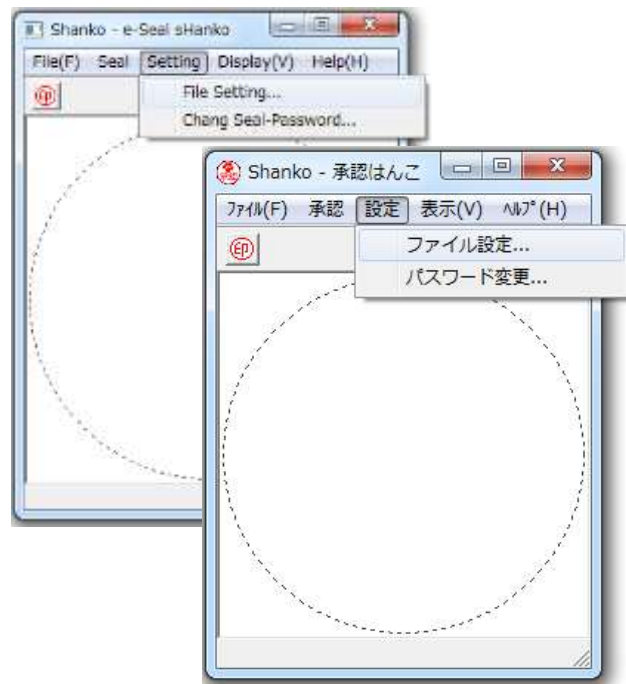 Shanko - e-Seal sHanko
File(F) Seal Setting Display(V) Help(H)
印
File Setting...
Chang Seal-Password...
Shanko - 承認はんこ
ﾌｧｲﾙ(F) 承認 設定 表示(V) ﾍﾙﾌﾟ(H)
印
ファイル設定...
パスワード変更...